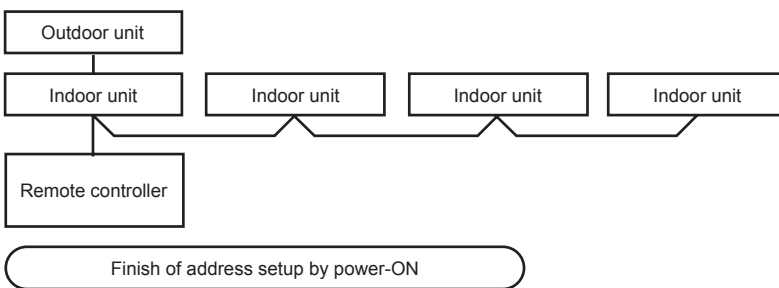 Outdoor unit
Indoor unit Indoor unit Indoor unit Indoor unit
Remote controller
Finish of address setup by power-ON